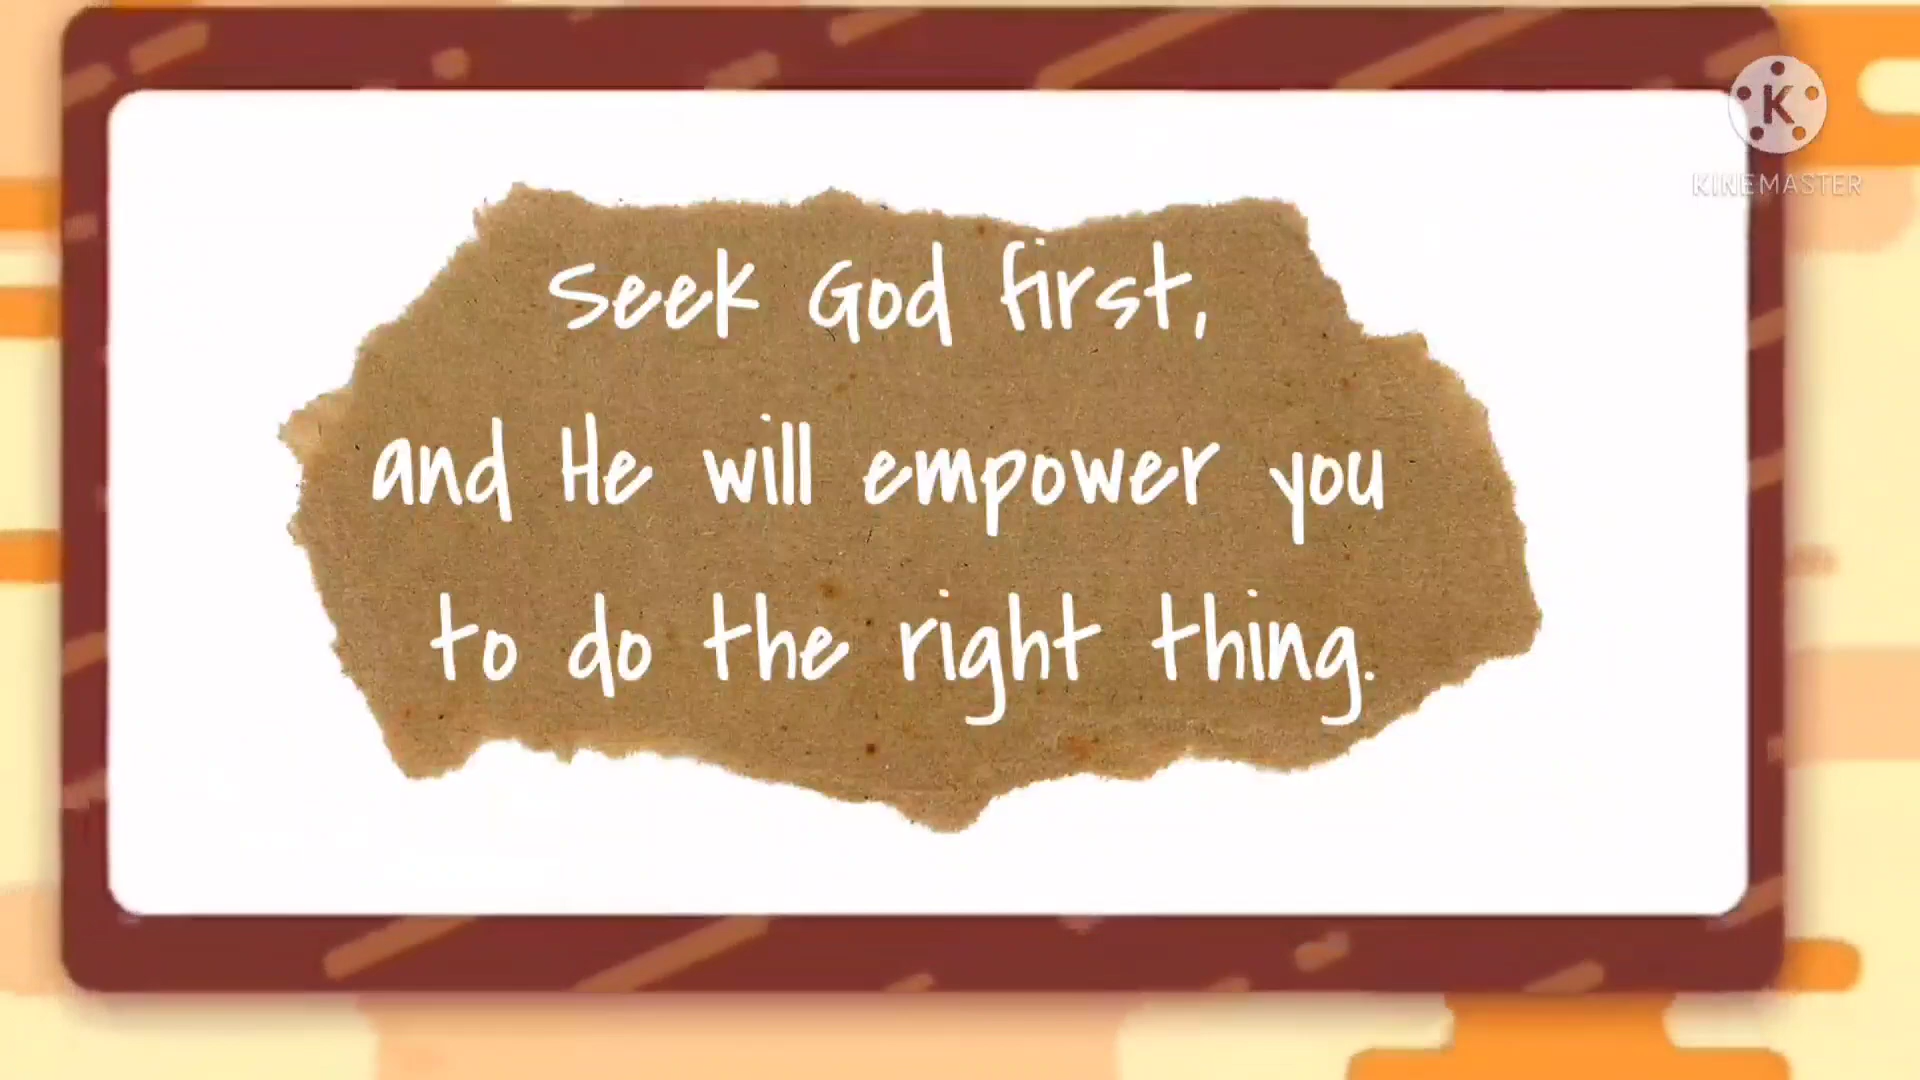 Seek God first,
and He will empower you
to do the right thing.
K
KINEMASTER